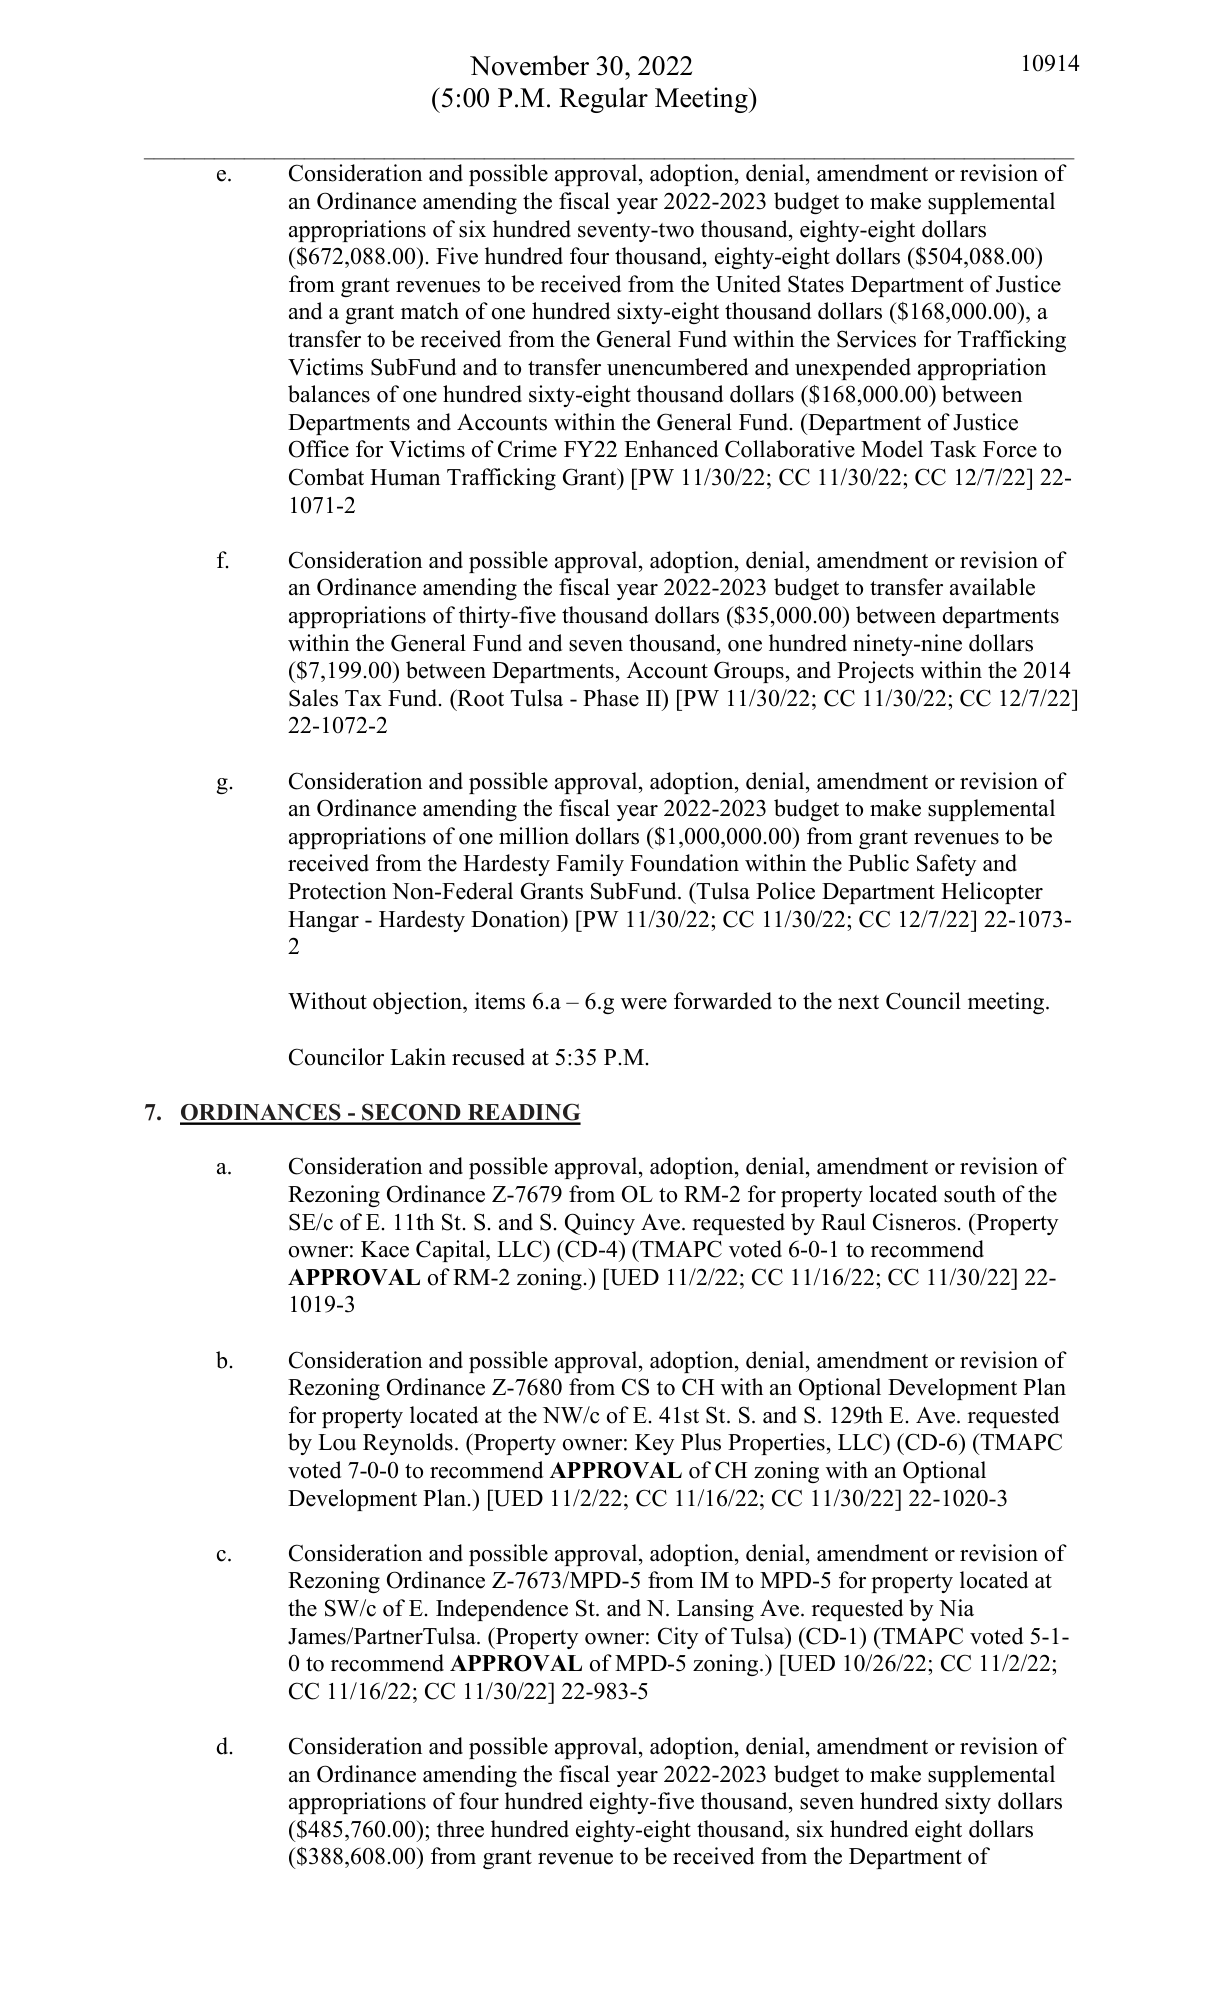 November 30, 2022
10914
(5:00 P.M. Regular Meeting)
e. Consideration and possible approval, adoption, denial, amendment or revision of
an Ordinance amending the fiscal year 2022-2023 budget to make supplemental
appropriations of six hundred seventy-two thousand, eighty-eight dollars
($672,088.00). Five hundred four thousand, eighty-eight dollars ($504,088.00)
from grant revenues to be received from the United States Department of Justice
and a grant match of one hundred sixty-eight thousand dollars ($168,000.00), a
transfer to be received from the General Fund within the Services for Trafficking
Victims SubFund and to transfer unencumbered and unexpended appropriation
balances of one hundred sixty-eight thousand dollars ($168,000.00) between
Departments and Accounts within the General Fund. (Department of Justice
Office for Victims of Crime FY22 Enhanced Collaborative Model Task Force to
Combat Human Trafficking Grant) [PW 11/30/22; CC 11/30/22; CC 12/7/22] 22-
1071-2
f. Consideration and possible approval, adoption, denial, amendment or revision of
an Ordinance amending the fiscal year 2022-2023 budget to transfer available
appropriations of thirty-five thousand dollars ($35,000.00) between departments
within the General Fund and seven thousand, one hundred ninety-nine dollars
($7,199.00) between Departments, Account Groups, and Projects within the 2014
Sales Tax Fund. (Root Tulsa - Phase II) [PW 11/30/22; CC 11/30/22; CC 12/7/22]
22-1072-2
g. Consideration and possible approval, adoption, denial, amendment or revision of
an Ordinance amending the fiscal year 2022-2023 budget to make supplemental
appropriations of one million dollars ($1,000,000.00) from grant revenues to be
received from the Hardesty Family Foundation within the Public Safety and
Protection Non-Federal Grants SubFund. (Tulsa Police Department Helicopter
Hangar - Hardesty Donation) [PW 11/30/22; CC 11/30/22; CC 12/7/22] 22-1073-
2
Without objection, items 6.a – 6.g were forwarded to the next Council meeting.
Councilor Lakin recused at 5:35 P.M.
7. ORDINANCES - SECOND READING
a. Consideration and possible approval, adoption, denial, amendment or revision of
Rezoning Ordinance Z-7679 from OL to RM-2 for property located south of the
SE/c of E. 11th St. S. and S. Quincy Ave. requested by Raul Cisneros. (Property
owner: Kace Capital, LLC) (CD-4) (TMAPC voted 6-0-1 to recommend
APPROVAL of RM-2 zoning.) [UED 11/2/22; CC 11/16/22; CC 11/30/22] 22-
1019-3
b. Consideration and possible approval, adoption, denial, amendment or revision of
Rezoning Ordinance Z-7680 from CS to CH with an Optional Development Plan
for property located at the NW/c of E. 41st St. S. and S. 129th E. Ave. requested
by Lou Reynolds. (Property owner: Key Plus Properties, LLC) (CD-6) (TMAPC
voted 7-0-0 to recommend APPROVAL of CH zoning with an Optional
Development Plan.) [UED 11/2/22; CC 11/16/22; CC 11/30/22] 22-1020-3
c. Consideration and possible approval, adoption, denial, amendment or revision of
Rezoning Ordinance Z-7673/MPD-5 from IM to MPD-5 for property located at
the SW/c of E. Independence St. and N. Lansing Ave. requested by Nia
James/PartnerTulsa. (Property owner: City of Tulsa) (CD-1) (TMAPC voted 5-1-
0 to recommend APPROVAL of MPD-5 zoning.) [UED 10/26/22; CC 11/2/22;
CC 11/16/22; CC 11/30/22] 22-983-5
d. Consideration and possible approval, adoption, denial, amendment or revision of
an Ordinance amending the fiscal year 2022-2023 budget to make supplemental
appropriations of four hundred eighty-five thousand, seven hundred sixty dollars
($485,760.00); three hundred eighty-eight thousand, six hundred eight dollars
($388,608.00) from grant revenue to be received from the Department of